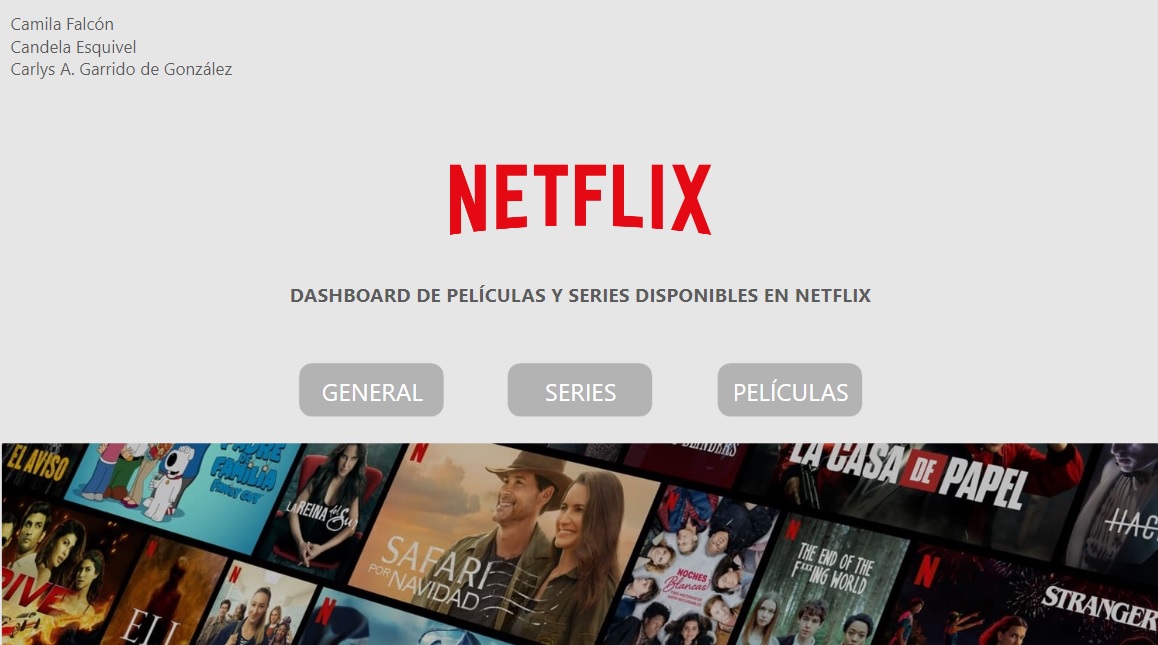 Camila Falcón
Candela Esquivel
Carlys A. Garrido de González
NETFLIX
DASHBOARD DE PELÍCULAS Y SERIES DISPONIBLES EN NETFLIX
GENERAL
SERIES
PELÍCULAS
EL AVISO
PADRE
DE
FAMILIA
FAMILY GUY
LA REINA del Sur
N
SAFARI
POR NAVIDAD
LA CASA DE PAPEL
NOCHES
Blancas
N
THE END OF THE
F***ING WORLD
N
STRANGER
N
N
N